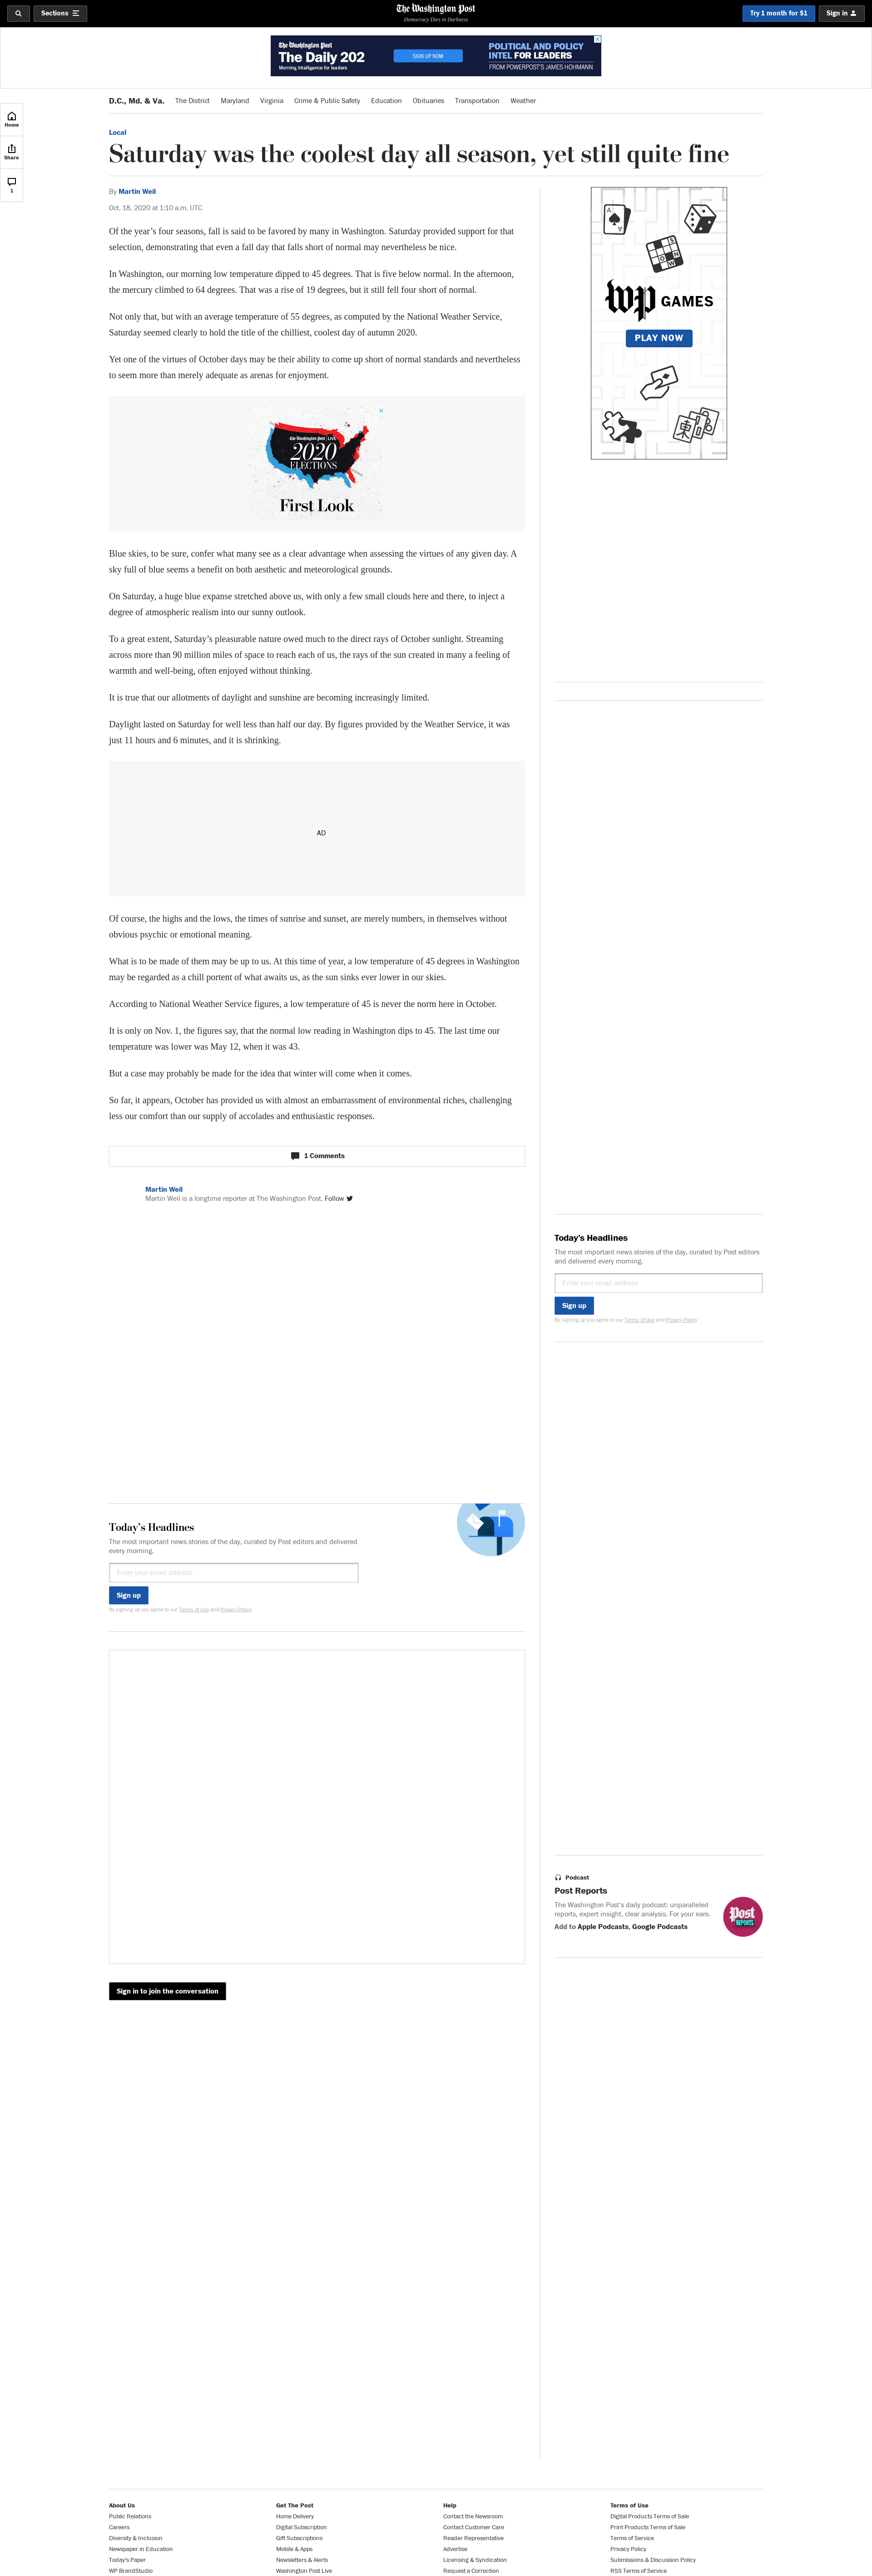 Sections
The Washington Post
Democracy Dies in Darkness
Try 1 month for $1
Sign in
The Washington Post
The Daily 202
Morning intelligence for leaders
SIGN UP NOW
POLITICAL AND POLICY
INTEL FOR LEADERS
FROM POWERPOST'S JAMES HOHMANN
Home
Share
1
D.C., Md. & Va.
The District
Maryland
Virginia
Crime & Public Safety
Education
Obituaries
Transportation
Weather
Local
Saturday was the coolest day all season, yet still quite fine
By Martin Weil
Oct. 18, 2020 at 1:10 a.m. UTC
Of the year’s four seasons, fall is said to be favored by many in Washington. Saturday provided support for that
selection, demonstrating that even a fall day that falls short of normal may nevertheless be nice.
In Washington, our morning low temperature dipped to 45 degrees. That is five below normal. In the afternoon,
the mercury climbed to 64 degrees. That was a rise of 19 degrees, but it still fell four short of normal.
Not only that, but with an average temperature of 55 degrees, as computed by the National Weather Service,
Saturday seemed clearly to hold the title of the chilliest, coolest day of autumn 2020.
Yet one of the virtues of October days may be their ability to come up short of normal standards and nevertheless
to seem more than merely adequate as arenas for enjoyment.
The Washington Post LIVE
2020
ELECTIONS
First Look
Blue skies, to be sure, confer what many see as a clear advantage when assessing the virtues of any given day. A
sky full of blue seems a benefit on both aesthetic and meteorological grounds.
On Saturday, a huge blue expanse stretched above us, with only a few small clouds here and there, to inject a
degree of atmospheric realism into our sunny outlook.
To a great extent, Saturday’s pleasurable nature owed much to the direct rays of October sunlight. Streaming
across more than 90 million miles of space to reach each of us, the rays of the sun created in many a feeling of
warmth and well-being, often enjoyed without thinking.
It is true that our allotments of daylight and sunshine are becoming increasingly limited.
Daylight lasted on Saturday for well less than half our day. By figures provided by the Weather Service, it was
just 11 hours and 6 minutes, and it is shrinking.
AD
Of course, the highs and the lows, the times of sunrise and sunset, are merely numbers, in themselves without
obvious psychic or emotional meaning.
What is to be made of them may be up to us. At this time of year, a low temperature of 45 degrees in Washington
may be regarded as a chill portent of what awaits us, as the sun sinks ever lower in our skies.
According to National Weather Service figures, a low temperature of 45 is never the norm here in October.
It is only on Nov. 1, the figures say, that the normal low reading in Washington dips to 45. The last time our
temperature was lower was May 12, when it was 43.
But a case may probably be made for the idea that winter will come when it comes.
So far, it appears, October has provided us with almost an embarrassment of environmental riches, challenging
less our comfort than our supply of accolades and enthusiastic responses.
1 Comments
Martin Weil
Martin Weil is a longtime reporter at The Washington Post. Follow
Today’s Headlines
The most important news stories of the day, curated by Post editors and delivered
every morning.
Enter your email address
Sign up
By signing up you agree to our Terms of Use and Privacy Policy
Sign in to join the conversation
A
A
S
N
O
W
wp GAMES
PLAY NOW
Today’s Headlines
The most important news stories of the day, curated by Post editors
and delivered every morning.
Enter your email address
Sign up
By signing up you agree to our Terms of Use and Privacy Policy
Podcast
Post Reports
The Washington Post's daily podcast: unparalleled
reports, expert insight, clear analysis. For your ears.
Add to Apple Podcasts, Google Podcasts
Post
REPORTS
About Us
Public Relations
Careers
Diversity & Inclusion
Newspaper in Education
Today's Paper
WP BrandStudio
Get The Post
Home Delivery
Digital Subscription
Gift Subscriptions
Mobile & Apps
Newsletters & Alerts
Washington Post Live
Help
Contact the Newsroom
Contact Customer Care
Reader Representative
Advertise
Licensing & Syndication
Request a Correction
Terms of Use
Digital Products Terms of Sale
Print Products Terms of Sale
Terms of Service
Privacy Policy
Submissions & Discussion Policy
RSS Terms of Service